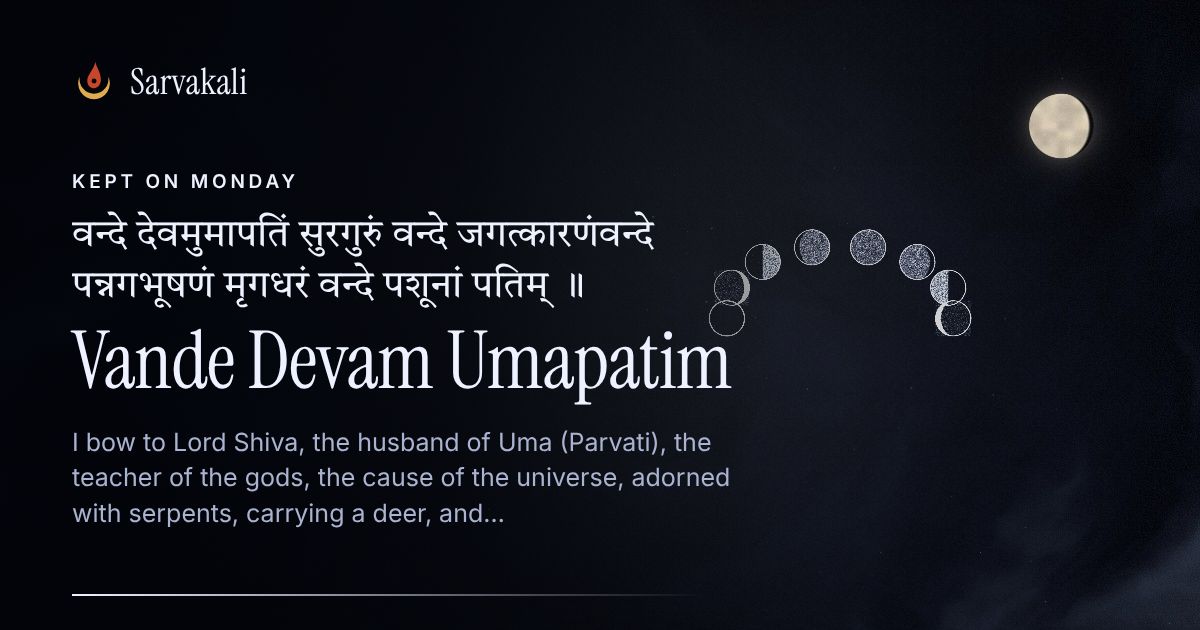 Sarvakali
KEPT ON MONDAY
वन्दे देवमुमापतिं सुरगुरुं वन्दे जगत्कारणंवन्दे
पन्नगभूषणं मृगधरं वन्दे पशूनां पतिम् ॥
Vande Devam Umapatim
I bow to Lord Shiva, the husband of Uma (Parvati), the
teacher of the gods, the cause of the universe, adorned
with serpents, carrying a deer, and...